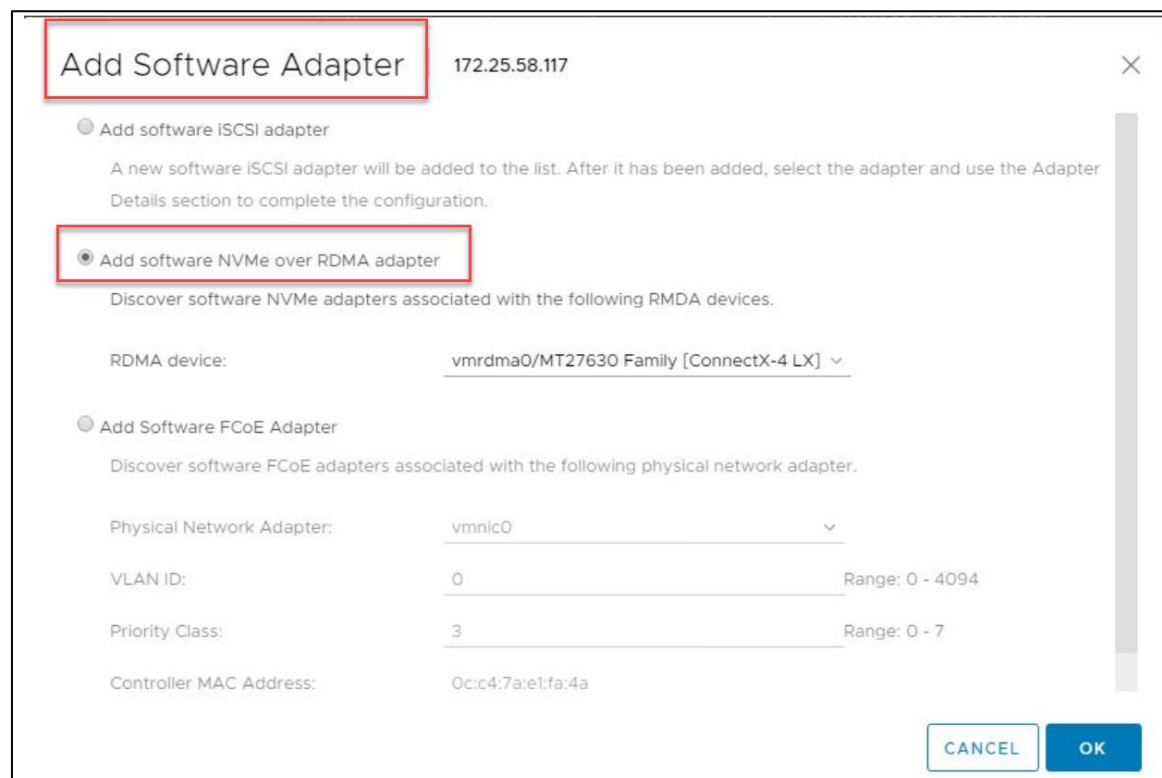 Add Software Adapter 172.25.58.117
Add software iSCSI adapter
A new software iSCSI adapter will be added to the list. After it has been added, select the adapter and use the Adapter
Details section to complete the configuration.
Add software NVMe over RDMA adapter
Discover software NVMe adapters associated with the following RMDA devices.
RDMA device: vmrdma0/MT27630 Family [ConnectX-4 LX]
Add Software FCoE Adapter
Discover software FCoE adapters associated with the following physical network adapter.
Physical Network Adapter: vmnic0
VLAN ID: 0 Range: 0 - 4094
Priority Class: 3 Range: 0 - 7
Controller MAC Address: 0c:c4:7a:e1:fa:4a
CANCEL OK